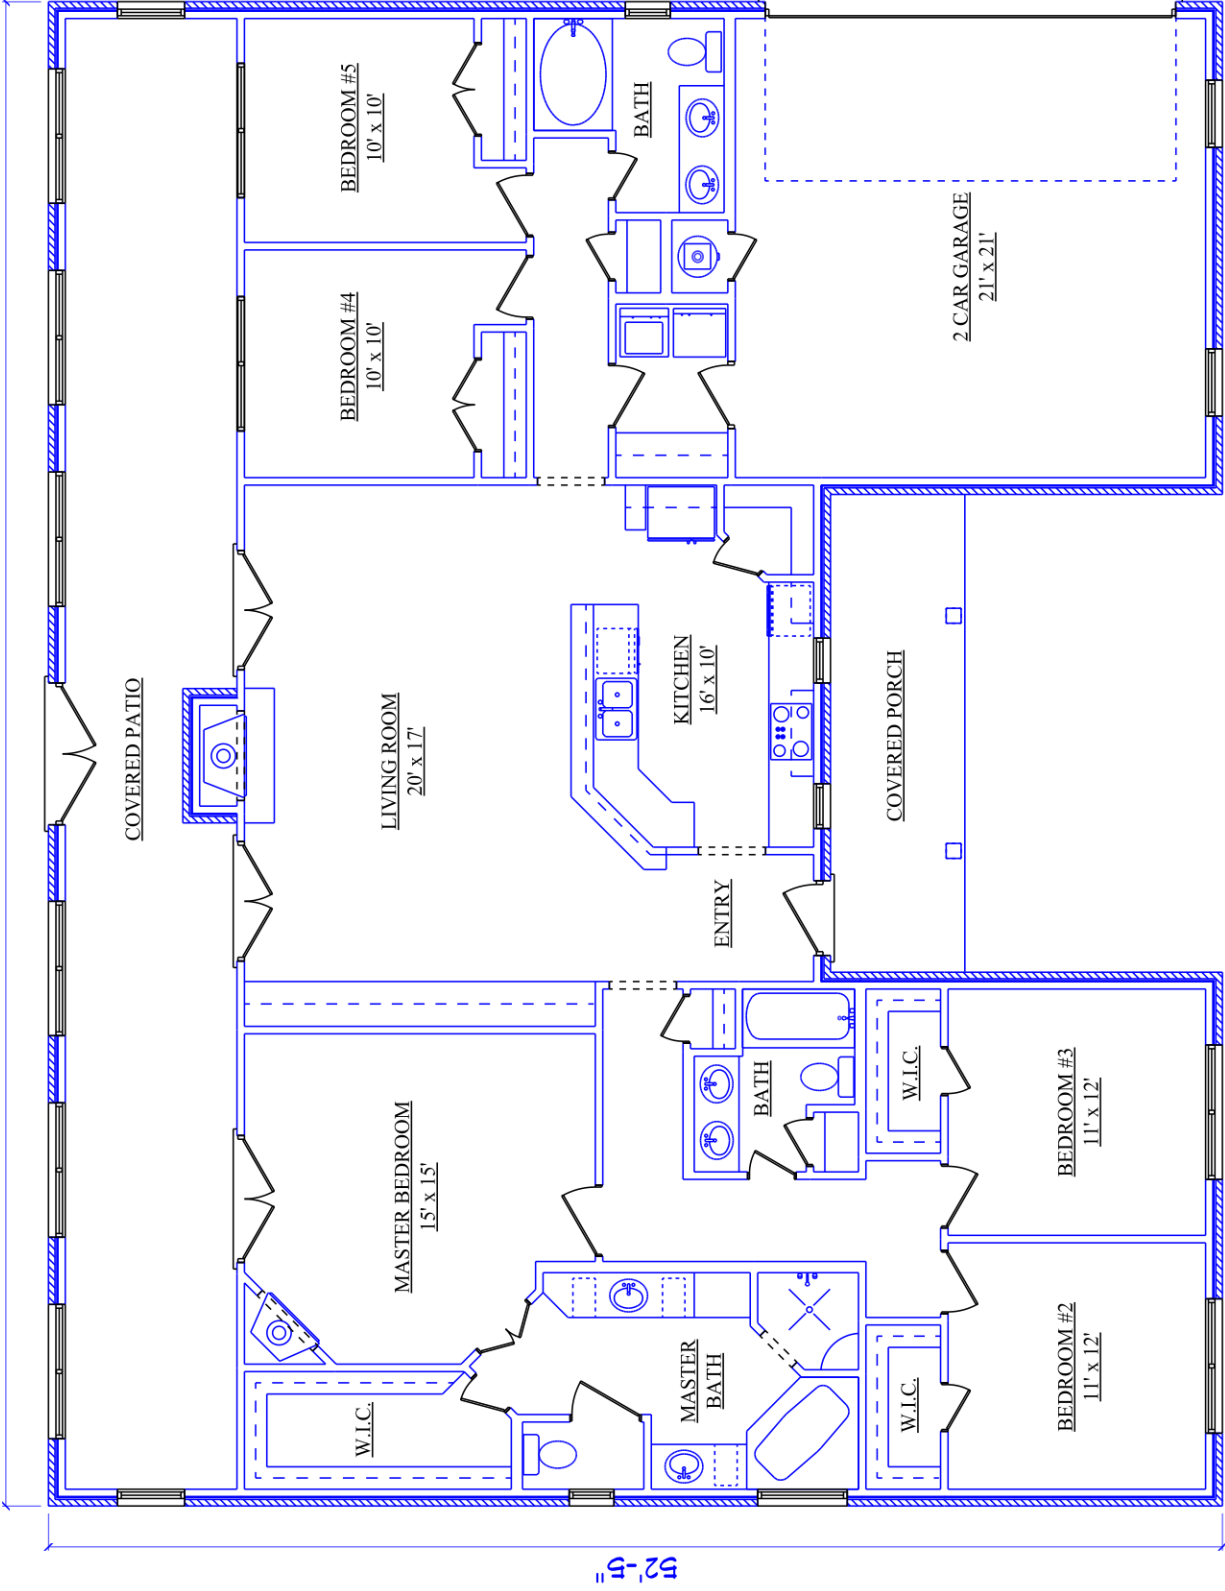 COVERED PATIO
BEDROOM #5
10' x 10'
BEDROOM #4
10' x 10'
BATH
2 CAR GARAGE
21' x 21'
LIVING ROOM
20' x 17'
KITCHEN
16' x 10'
ENTRY
COVERED PORCH
MASTER BEDROOM
15' x 15'
BATH
W.I.C.
BEDROOM #3
11' x 12'
W.I.C.
MASTER
BATH
W.I.C.
BEDROOM #2
11' x 12'
52'-5"